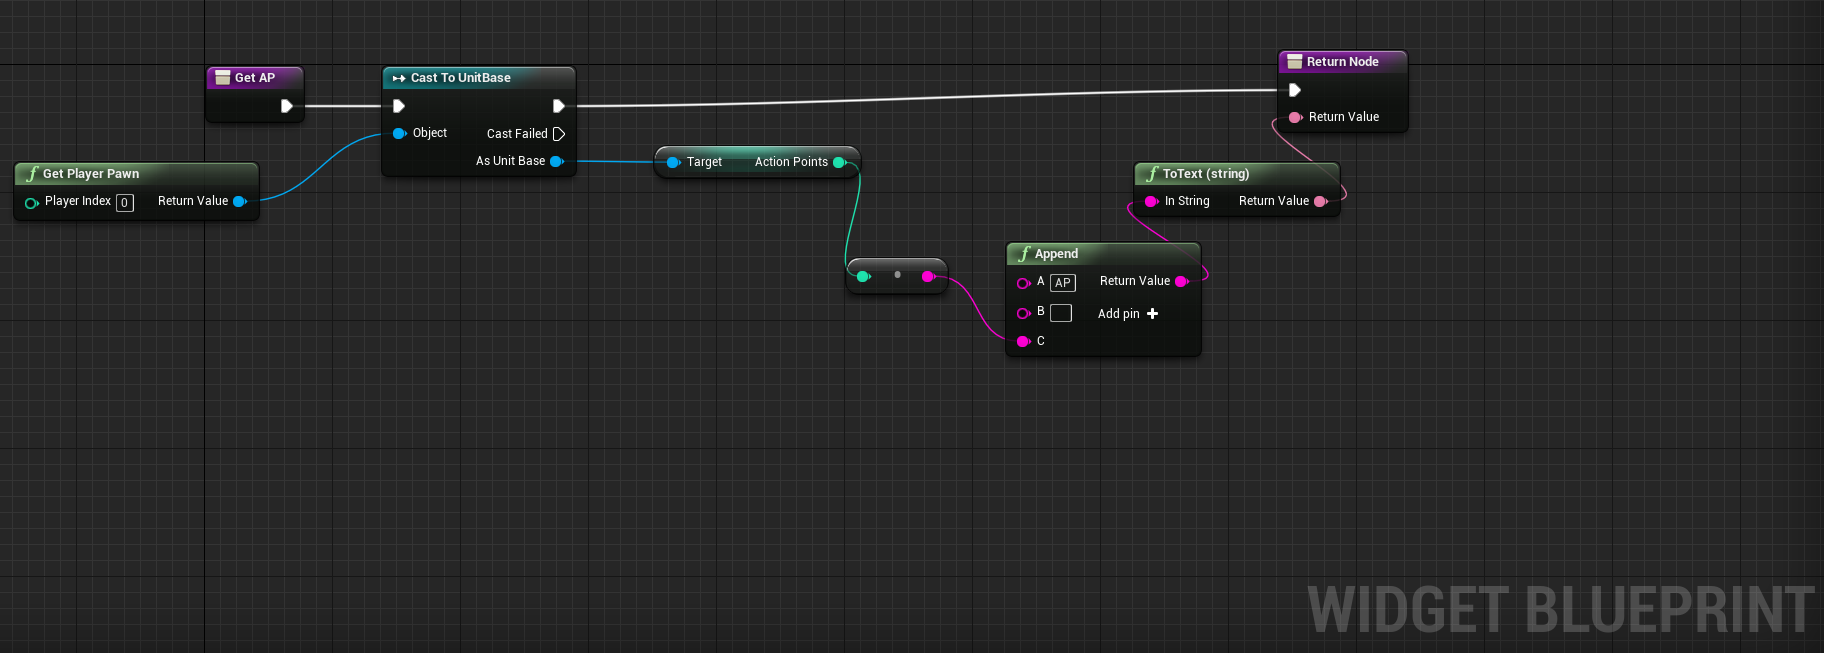 Get AP
Cast To UnitBase
Object
Cast Failed
As Unit Base
f Get Player Pawn
Player Index 0
Return Value
Target
Action Points
f Append
A AP
Return Value
B
Add pin
C
f ToText (string)
In String
Return Value
Return Node
Return Value
WIDGET BLUEPRINT